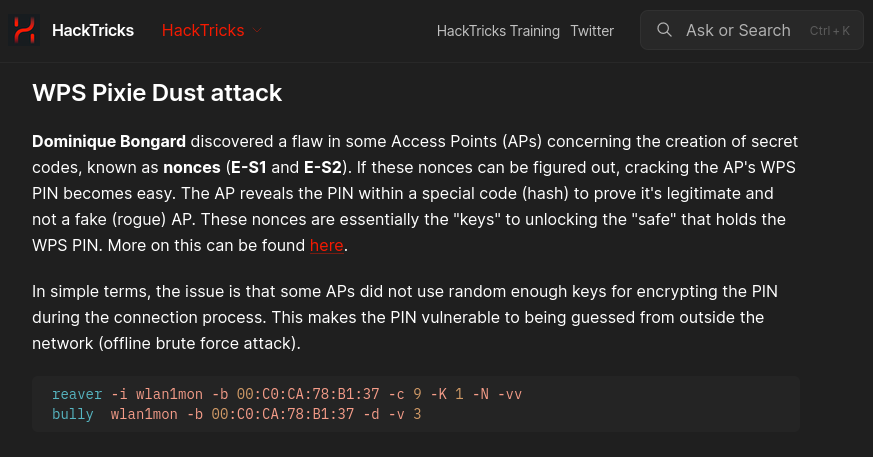 HackTricks HackTricks HackTricks Training Twitter Ask or Search Ctrl + K
WPS Pixie Dust attack
Dominique Bongard discovered a flaw in some Access Points (APs) concerning the creation of secret
codes, known as nonces (E-S1 and E-S2). If these nonces can be figured out, cracking the AP's WPS
PIN becomes easy. The AP reveals the PIN within a special code (hash) to prove it's legitimate and
not a fake (rogue) AP. These nonces are essentially the "keys" to unlocking the "safe" that holds the
WPS PIN. More on this can be found here.
In simple terms, the issue is that some APs did not use random enough keys for encrypting the PIN
during the connection process. This makes the PIN vulnerable to being guessed from outside the
network (offline brute force attack).
reaver -i wlan1mon -b 00:C0:CA:78:B1:37 -c 9 -K 1 -N -vv
bully  wlan1mon -b 00:C0:CA:78:B1:37 -d -v 3